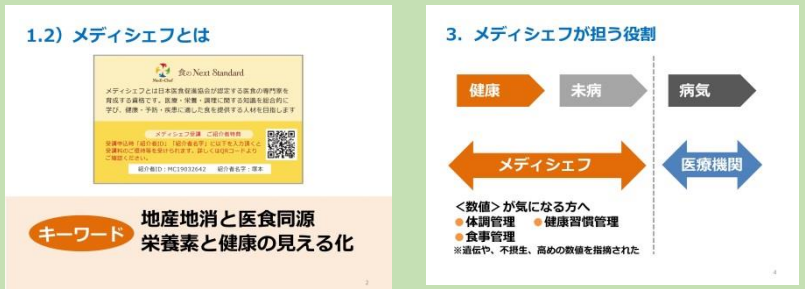 1.2）メディシェフとは
Medi-Chef
食のNext Standard
メディシェフとは日本医食促進協会が認定する医食の専門家を
育成する資格です。医療・栄養・調理に関する知識を総合的に
学び、健康・予防・疾患に適した食を提供する人材を目指します
メディシェフ受講　ご紹介者特典
受講申込時「紹介者ID」「紹介者名字」に以下を入力頂くと
受講料のご優待等を受けられます。詳しくはQRコードより
ご確認ください。
紹介者ID：MC19032642　紹介者名字：塚本
キーワード
地産地消と医食同源
栄養素と健康の見える化
3．メディシェフが担う役割
健康
未病
病気
メディシェフ
医療機関
＜数値＞が気になる方へ
●体調管理　●健康習慣管理
●食事管理
※遺伝や、不摂生、高めの数値を指摘された
4